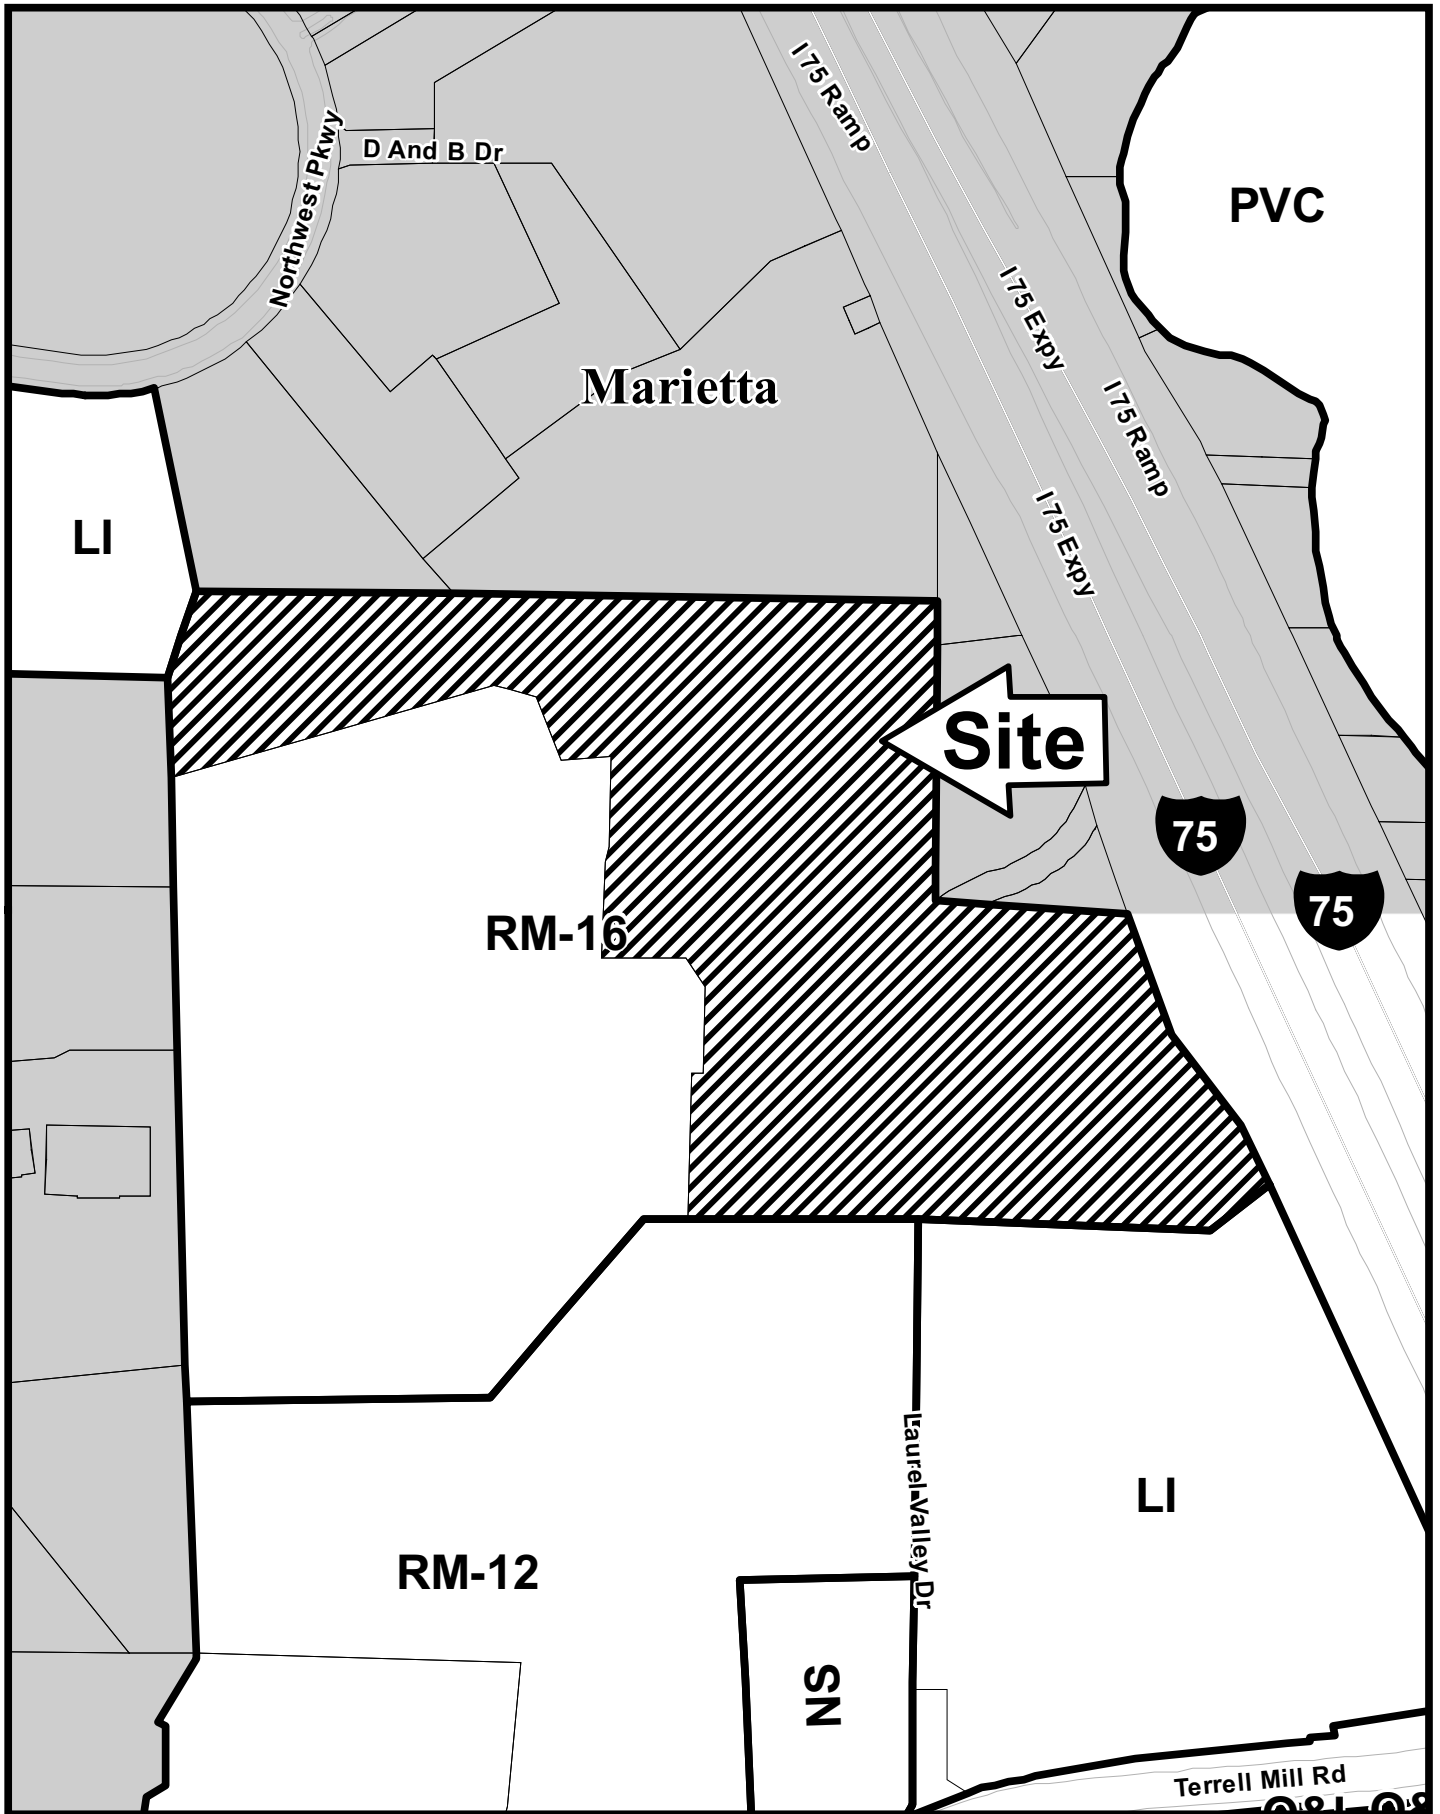 I 75 Ramp
D And B Dr
Northwest Pkwy
PVC
I 75 Expy
Marietta
I 75 Ramp
I 75 Expy
LI
Site
75
75
RM-16
Laurel Valley Dr
LI
RM-12
NS
Terrell Mill Rd